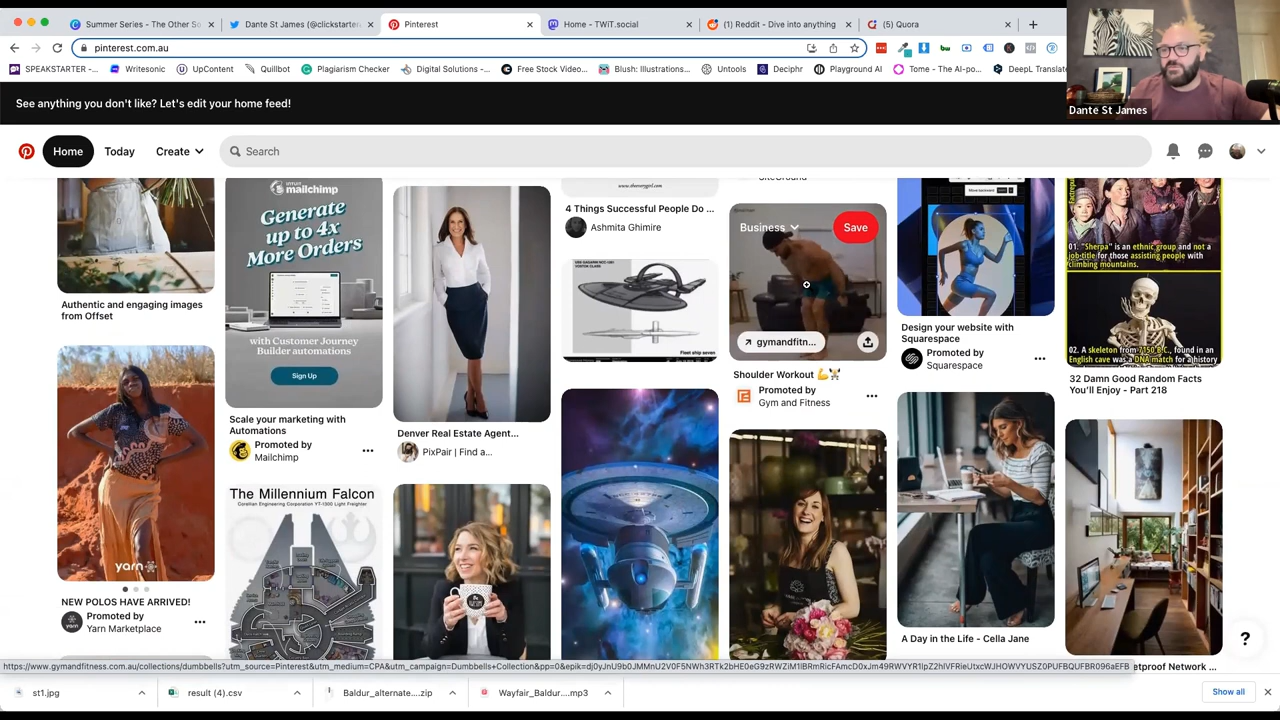 Summer Series - The Other So
Dante St James (@clickstarter
Pinterest
Home - TWiT.social
(1) Reddit - Dive into anything
(5) Quora
pinterest.com.au
SPEAKSTARTER -...
Writesonic
UpContent
Quillbot
Plagiarism Checker
Digital Solutions -...
Free Stock Video...
Blush: Illustrations...
Untools
Deciphr
Playground AI
Tome - The AI-po...
DeepL Translate
Dante St James
See anything you don't like? Let's edit your home feed!
Home
Today
Create
Search
Authentic and engaging images
from Offset
yarn
NEW POLOS HAVE ARRIVED!
Promoted by
Yarn Marketplace
INTUIT
mailchimp
Generate
up to 4x
More Orders
with Customer Journey
Builder automations
Sign Up
Scale your marketing with
Automations
Promoted by
Mailchimp
The Millennium Falcon
Denver Real Estate Agent...
PixPair | Find a...
4 Things Successful People Do ...
Ashmita Ghimire
Fleet ship seven
SiteGround
Business
Save
gymandfitn...
Shoulder Workout 💪🏋
Promoted by
Gym and Fitness
Move backward
Design your website with
Squarespace
Promoted by
Squarespace
A Day in the Life - Cella Jane
01. "Sherpa" is an ethnic group and not a
job-title for those assisting people with
climbing mountains.
02. A skeleton from 7150 B.C., found in an
English cave was a DNA match for a history
32 Damn Good Random Facts
You'll Enjoy - Part 218
etproof Network ...
?
st1.jpg
result (4).csv
Baldur_alternate....zip
Wayfair_Baldur....mp3
Show all